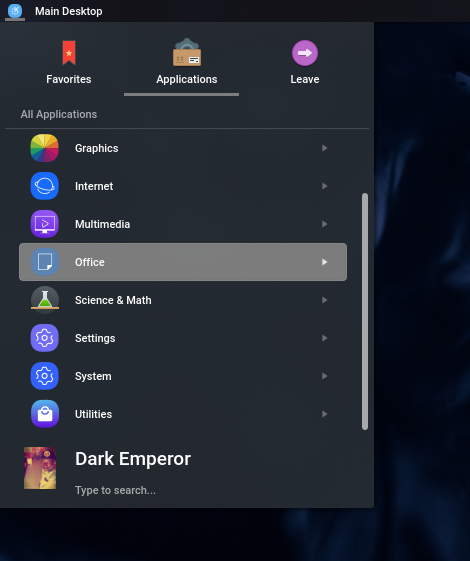 Main Desktop
Favorites
Applications
Leave
All Applications
Graphics
Internet
Multimedia
Office
Science & Math
Settings
System
Utilities
Dark Emperor
Type to search...